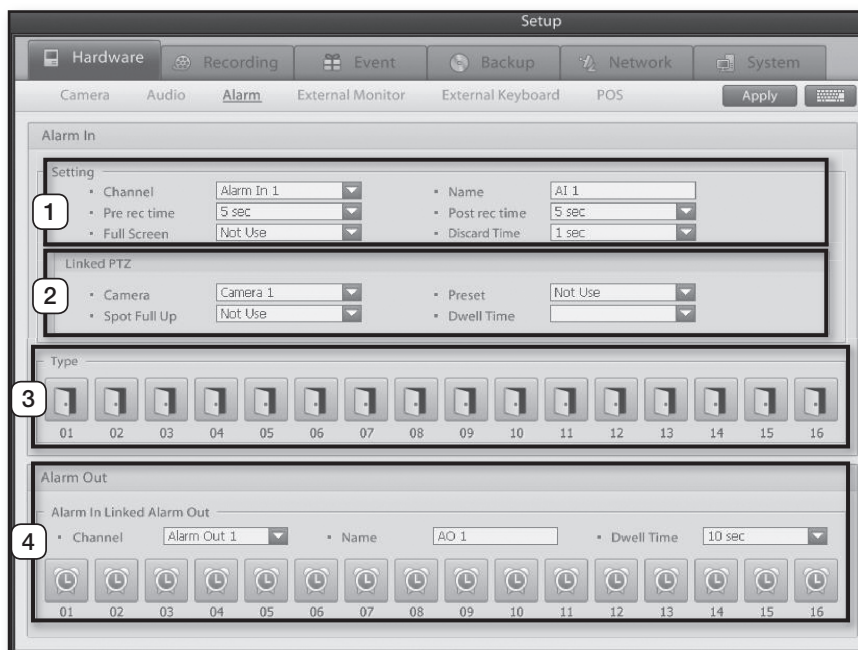 Setup
Hardware Recording Event Backup Network System
Camera Audio Alarm External Monitor External Keyboard POS Apply
Alarm In
Setting
1
Channel Alarm In 1 Name AI 1
Pre rec time 5 sec Post rec time 5 sec
Full Screen Not Use Discard Time 1 sec
Linked PTZ
2
Camera Camera 1 Preset Not Use
Spot Full Up Not Use Dwell Time
Type
3
01 02 03 04 05 06 07 08 09 10 11 12 13 14 15 16
Alarm Out
Alarm In Linked Alarm Out
4
Channel Alarm Out 1 Name AO 1 Dwell Time 10 sec
01 02 03 04 05 06 07 08 09 10 11 12 13 14 15 16